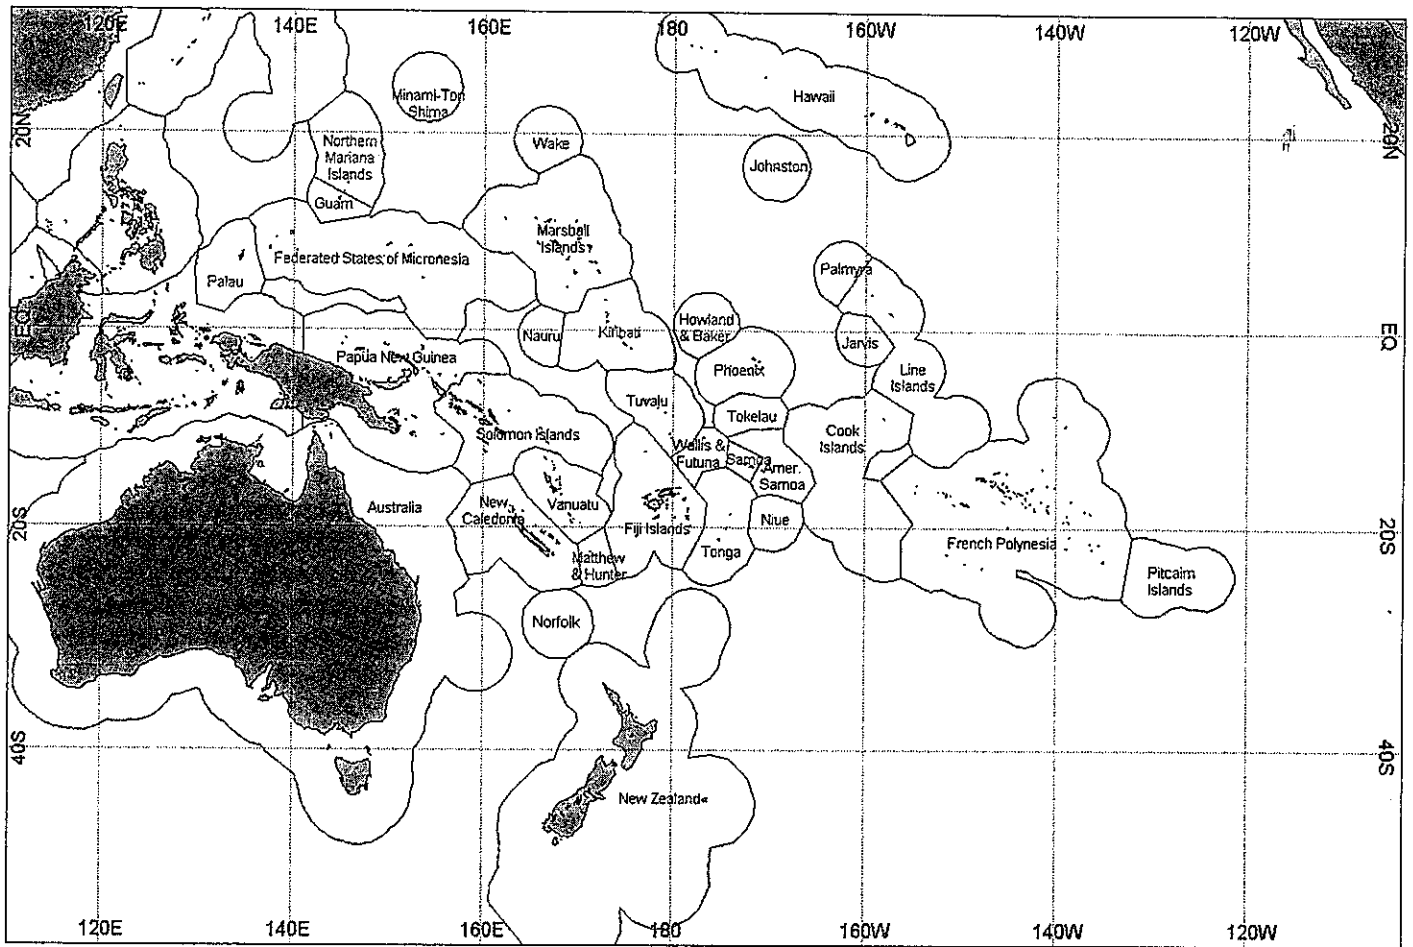 120E
140E
160E
180
160W
140W
120W
Hawaii
Minami-Tori
Shima
20N
20N
Wake
Northern
Mariana
Islands
Johnston
Guam
Marshall
Islands
Federated States of Micronesia
Palau
Palmyra
EQ
EQ
Howland
& Baker
Nauru
Kiribati
Jarvis
Papua New Guinea
Phoenix
Line
Islands
Tuvalu
Tokelau
Cook
Islands
Solomon Islands
Wallis &
Futuna
Samoa
Amer.
Samoa
Australia
New
Caledonia
Vanuatu
Fiji Islands
Niue
20S
20S
Tonga
French Polynesia
Matthew
& Hunter
Pitcairn
Islands
Norfolk
40S
40S
New Zealand
120E
140E
160E
180
160W
140W
120W